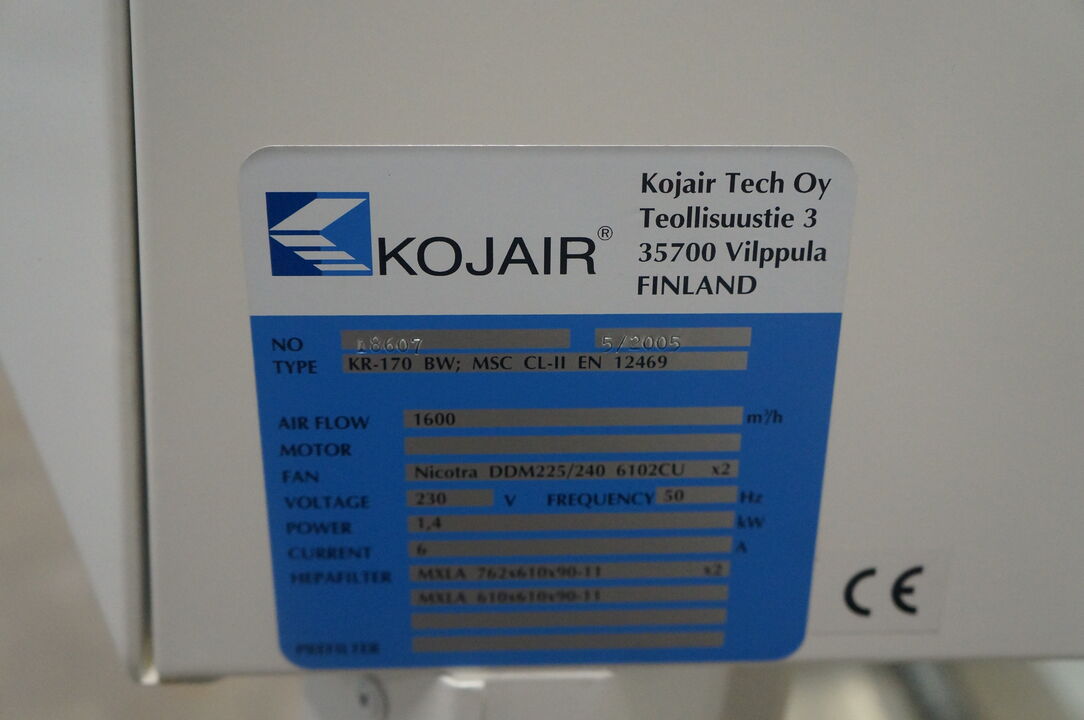 KOJAIR®
Kojair Tech Oy
Teollisuustie 3
35700 Vilppula
FINLAND
NO 18607 5/2005
TYPE KR-170 BW; MSC CL-II EN 12469
AIR FLOW 1600 m³/h
MOTOR
FAN Nicotra DDM225/240 6102CU x2
VOLTAGE 230 V FREQUENCY 50 Hz
POWER 1,4 kW
CURRENT 6 A
HEPAFILTER MXLA 762x610x90-11 x2
MXLA 610x610x90-11
PREFILTER
CE